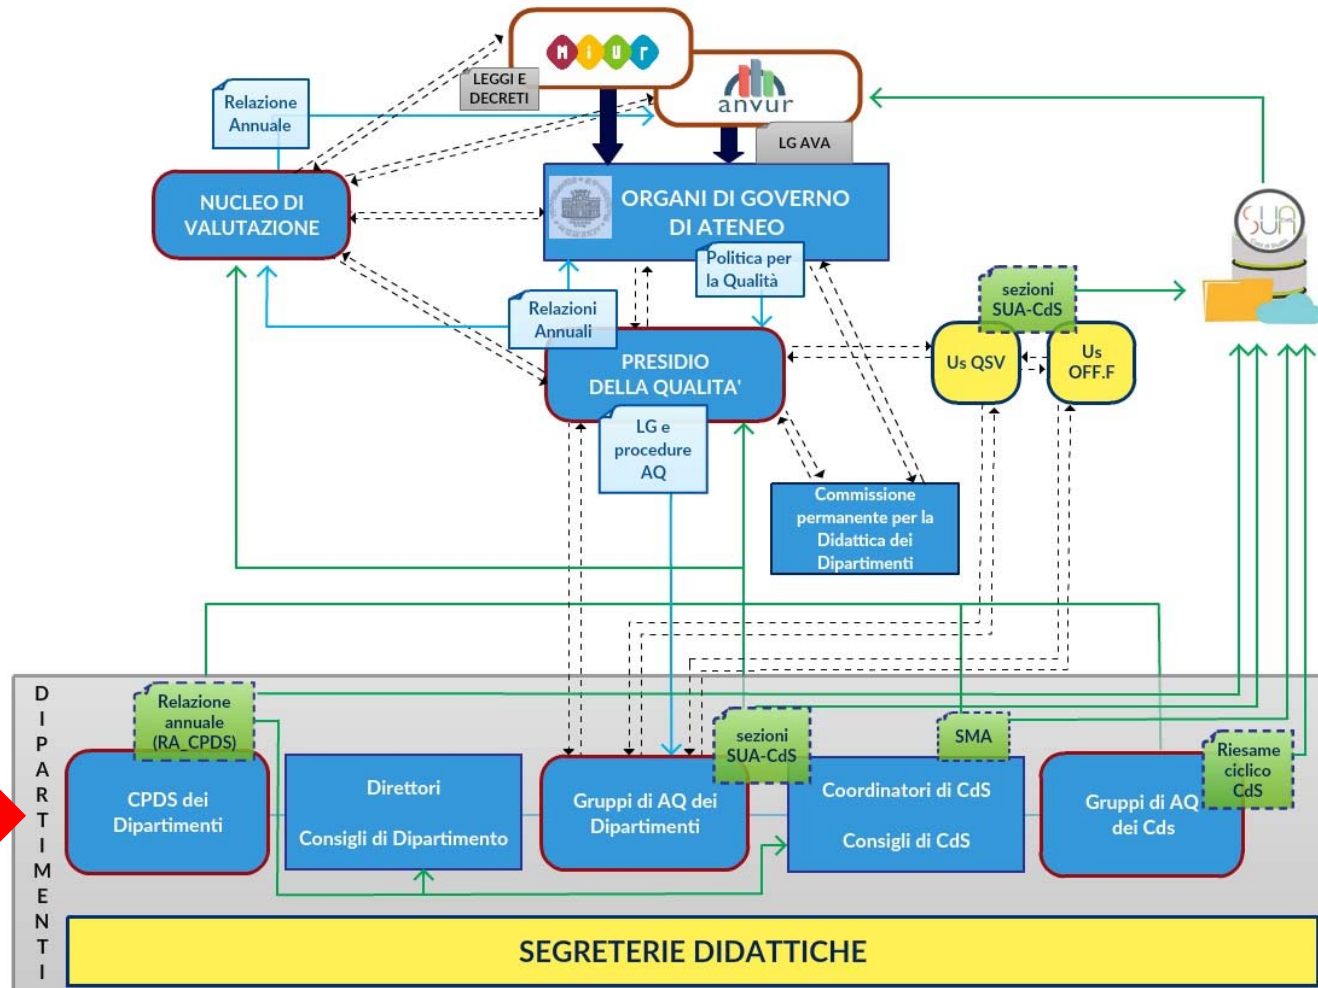 MIUR
LEGGI E
DECRETI
anvur
Relazione
Annuale
LG AVA
NUCLEO DI
VALUTAZIONE
ORGANI DI GOVERNO
DI ATENEO
SUA
Politica per
la Qualità
sezioni
SUA-CdS
Relazioni
Annuali
PRESIDIO
DELLA QUALITA'
Us QSV
Us
OFF.F
LG e
procedure
AQ
Commissione
permanente per la
Didattica dei
Dipartimenti
DIPARTIMENTI
Relazione
annuale
(RA_CPDS)
sezioni
SUA-CdS
SMA
Riesame
ciclico
CdS
CPDS dei
Dipartimenti
Direttori
Consigli di Dipartimento
Gruppi di AQ dei
Dipartimenti
Coordinatori di CdS
Consigli di CdS
Gruppi di AQ
dei Cds
SEGRETERIE DIDATTICHE